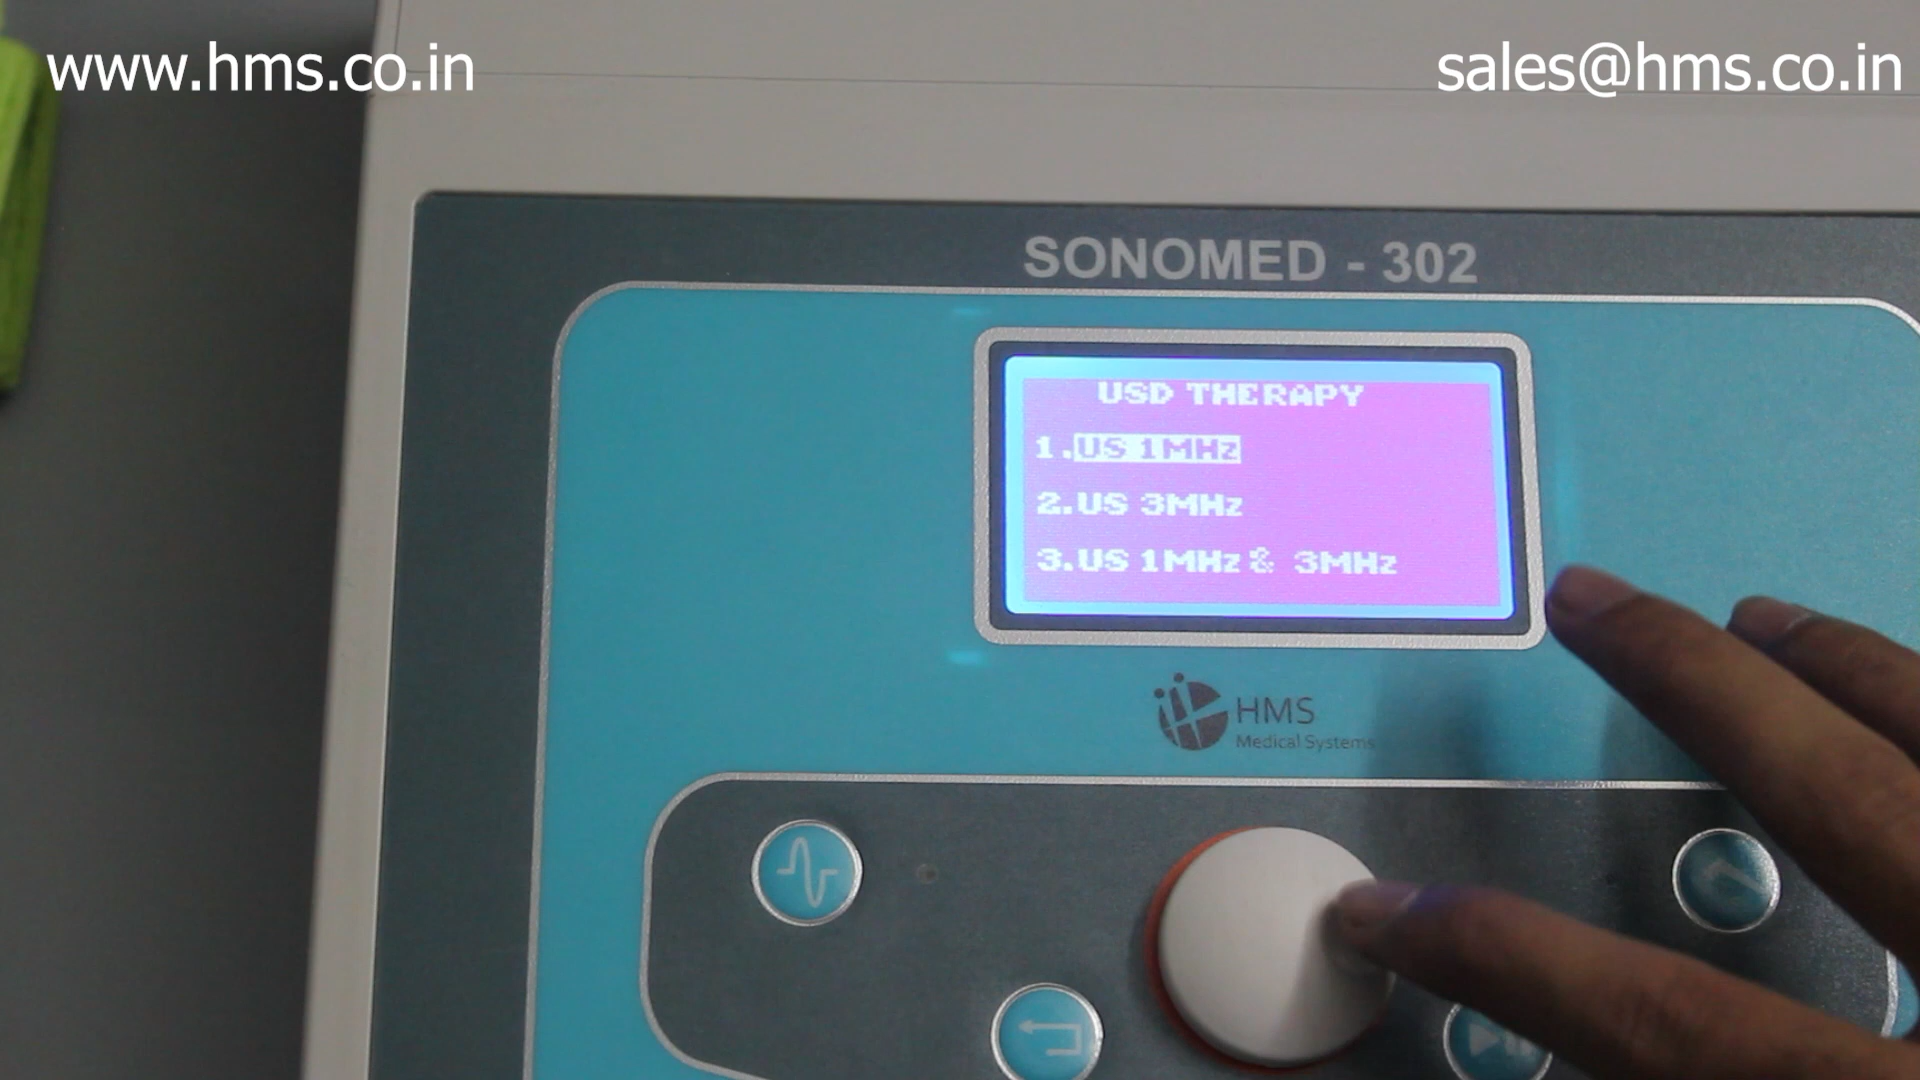 www.hms.co.in
sales@hms.co.in
SONOMED - 302
USD THERAPY
1.US 1MHz
2.US 3MHz
3.US 1MHz & 3MHz
HMS
Medical Systems